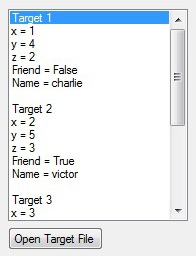 Target 1
x = 1
y = 4
z = 2
Friend = False
Name = charlie

Target 2
x = 2
y = 5
z = 3
Friend = True
Name = victor

Target 3
x = 3
Open Target File